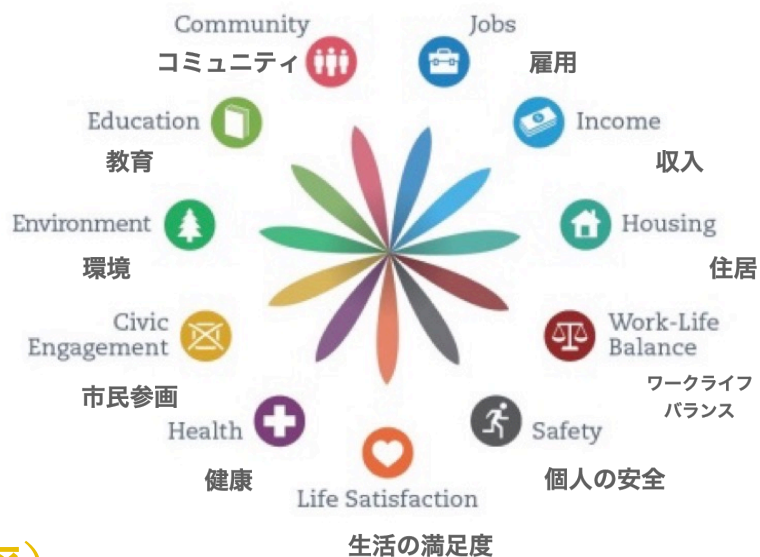 Community
コミュニティ
Jobs
雇用
Education
教育
Income
収入
Environment
環境
Housing
住居
Civic
Engagement
市民参画
Work-Life
Balance
ワークライフ
バランス
Health
健康
Safety
個人の安全
Life Satisfaction
生活の満足度